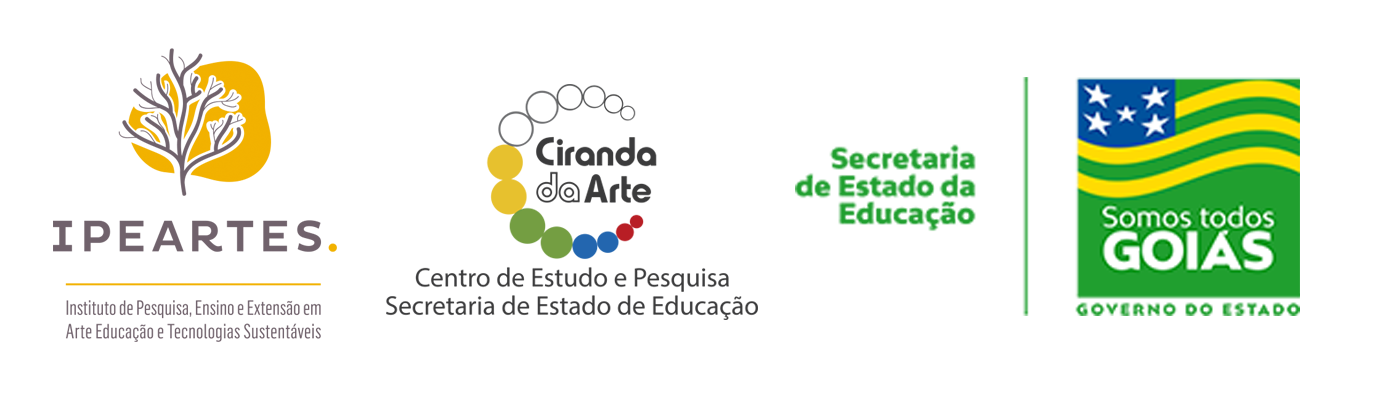 IPEARTES.
Instituto de Pesquisa, Ensino e Extensão em
Arte Educação e Tecnologias Sustentáveis
Ciranda
da Arte
Centro de Estudo e Pesquisa
Secretaria de Estado de Educação
Secretaria
de Estado da
Educação
Somos todos
GOIÁS
GOVERNO DO ESTADO